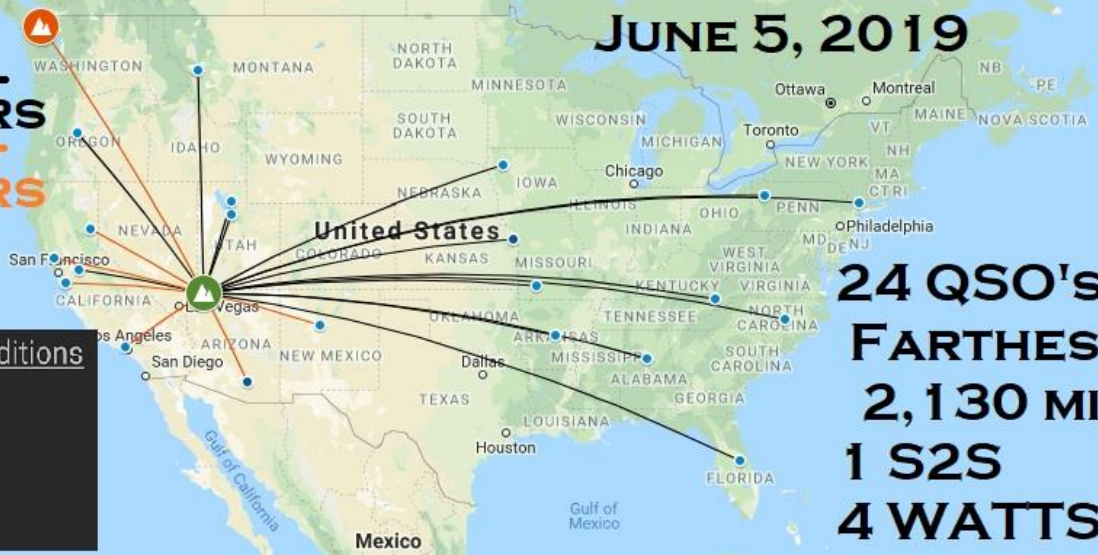 JUNE 5, 2019
RS
RS
WASHINGTON
MONTANA
NORTH
DAKOTA
MINNESOTA
Ottawa
Montreal
NB
PE
MAINE
NOVA SCOTIA
OREGON
IDAHO
SOUTH
DAKOTA
WISCONSIN
MICHIGAN
Toronto
VT
NH
NEW YORK
MA
CT RI
WYOMING
Chicago
NEBRASKA
IOWA
ILLINOIS
INDIANA
OHIO
PENN
Philadelphia
MD
DE
NJ
NEVADA
UTAH
United States
COLORADO
KANSAS
MISSOURI
WEST
VIRGINIA
San Francisco
KENTUCKY
VIRGINIA
CALIFORNIA
Las Vegas
OKLAHOMA
TENNESSEE
NORTH
CAROLINA
os Angeles
ARIZONA
NEW MEXICO
ARKANSAS
MISSISSIPPI
SOUTH
CAROLINA
San Diego
Dallas
ALABAMA
GEORGIA
TEXAS
LOUISIANA
Houston
FLORIDA
Gulf of California
Gulf of
Mexico
Mexico
ditions
24 QSO's
FARTHES
2,130 MI
1 S2S
4 WATTS